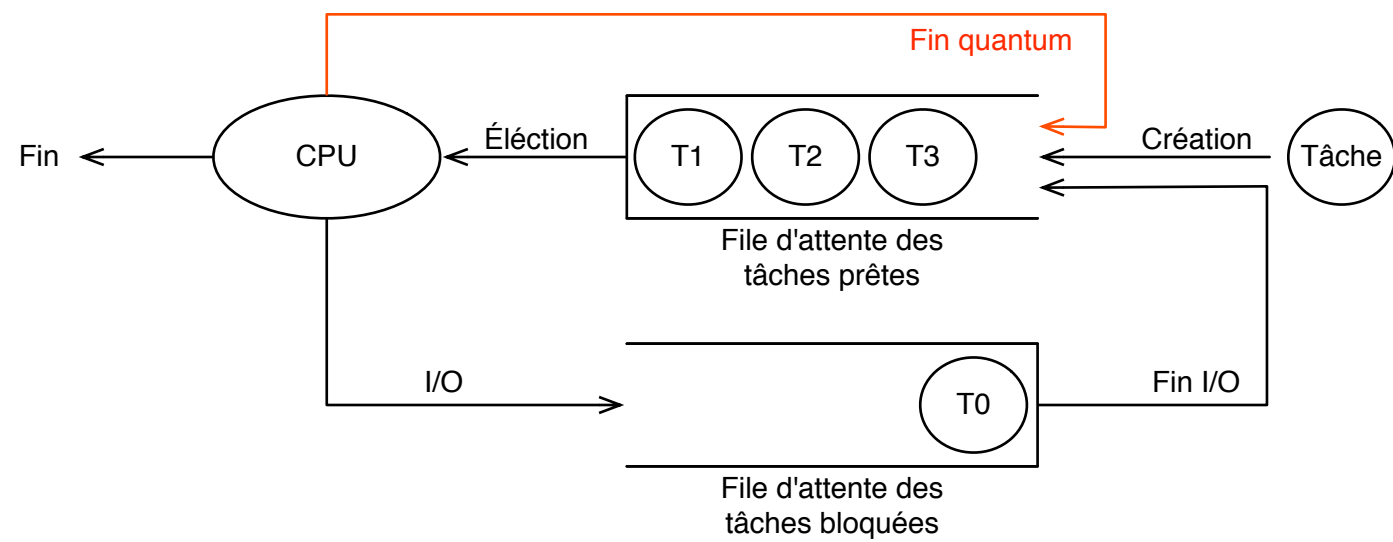 Fin quantum
Fin
CPU
Éléction
T1
T2
T3
Création
Tâche
File d'attente des
tâches prêtes
I/O
T0
Fin I/O
File d'attente des
tâches bloquées